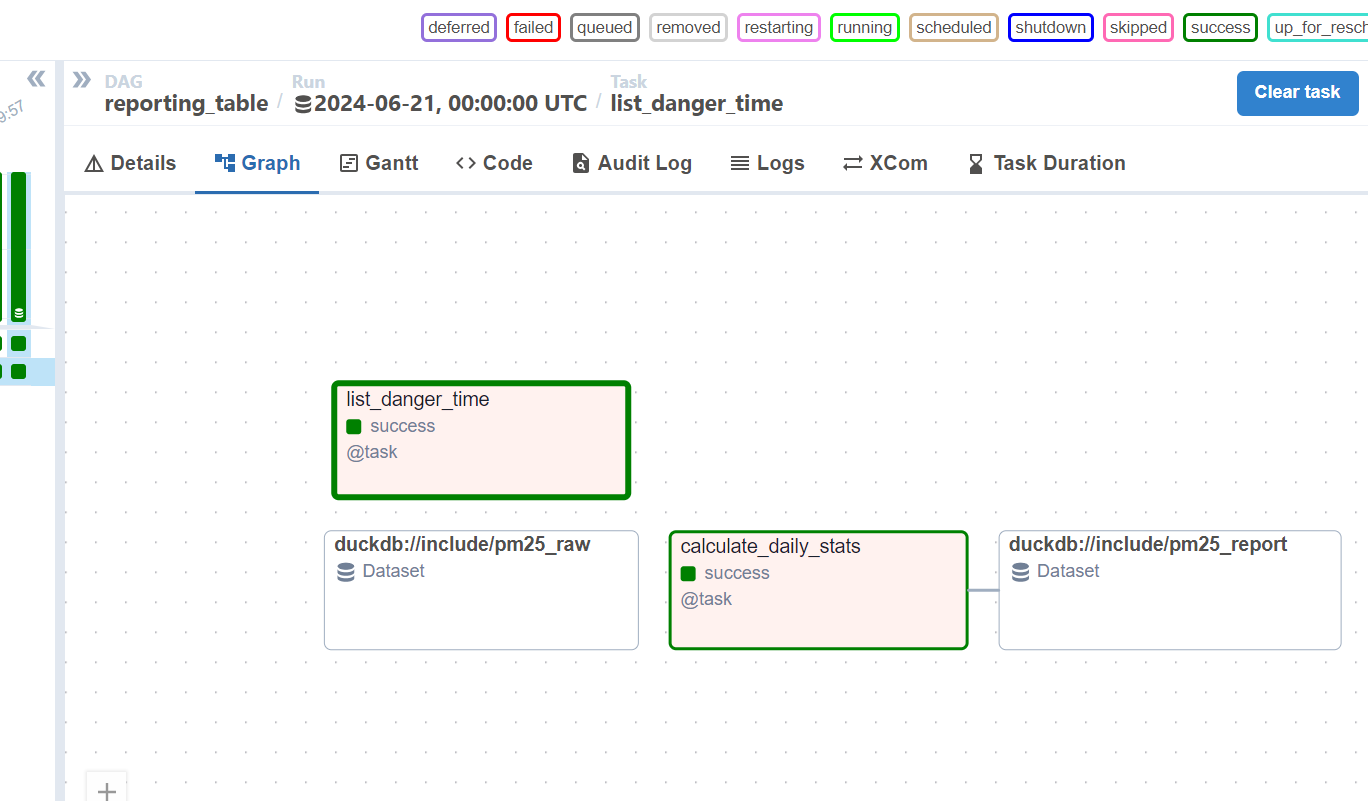 deferred failed queued removed restarting running scheduled shutdown skipped success up_for_resch
9:57
DAG Run Task
reporting_table / 2024-06-21, 00:00:00 UTC / list_danger_time
Clear task
Details Graph Gantt Code Audit Log Logs XCom Task Duration
list_danger_time
success
@task
duckdb://include/pm25_raw
Dataset
calculate_daily_stats
success
@task
duckdb://include/pm25_report
Dataset